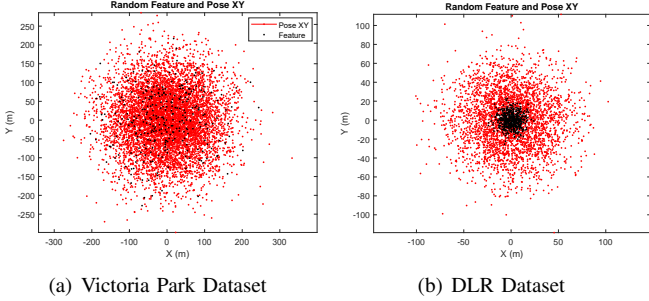 Random Feature and Pose XY
Pose XY
Feature
250
200
150
100
50
0
-50
-100
-150
-200
-250
Y (m)
-300 -200 -100 0 100 200 300
X (m)
(a) Victoria Park Dataset
Random Feature and Pose XY
100
80
60
40
20
0
-20
-40
-60
-80
-100
Y (m)
-100 -50 0 50 100
X (m)
(b) DLR Dataset